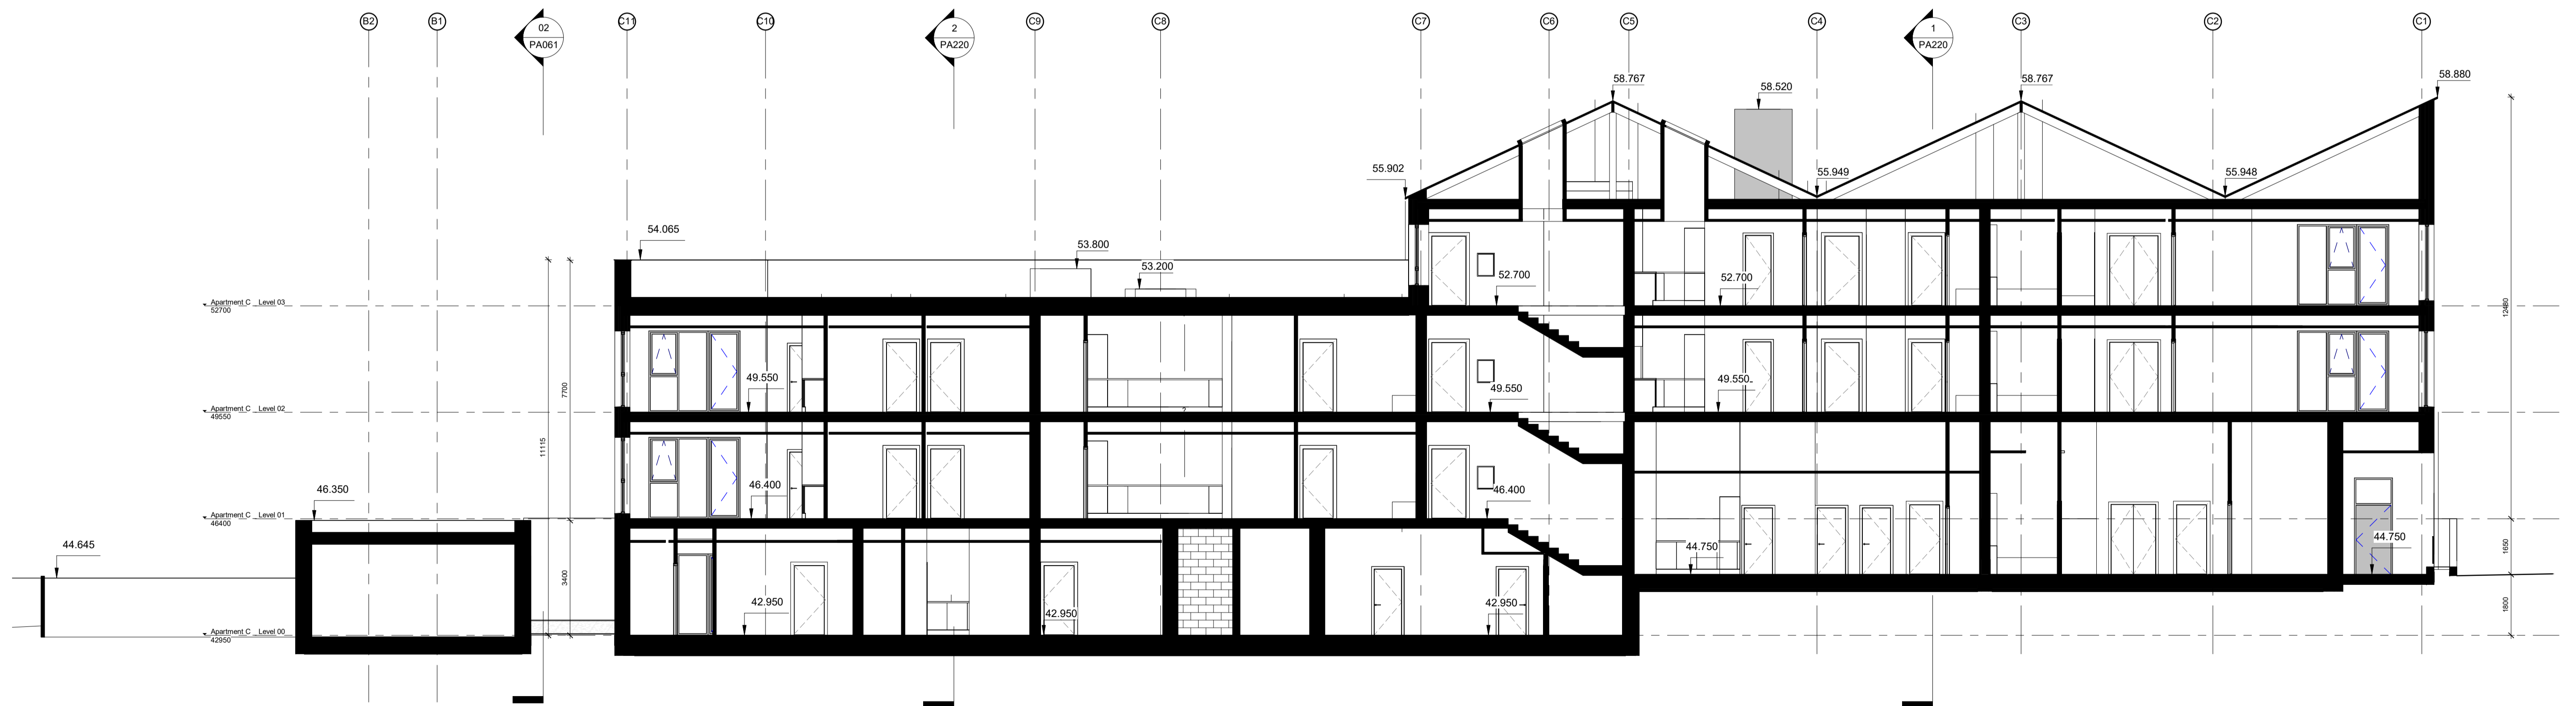 B2
B1
02
PA061
C11
C10
2
PA220
C9
C8
C7
C6
C5
C4
1
PA220
C3
C2
C1
58.767
58.520
58.767
58.880
55.902
55.949
55.948
54.065
53.800
53.200
52.700
52.700
Apartment C _ Level 03
52700
12480
7700
49.550
49.550
49.550
Apartment C _ Level 02
49550
11115
46.350
46.400
46.400
Apartment C _ Level 01
46400
44.645
44.750
44.750
1650
3400
42.950
42.950
42.950
1800
Apartment C _ Level 00
42950